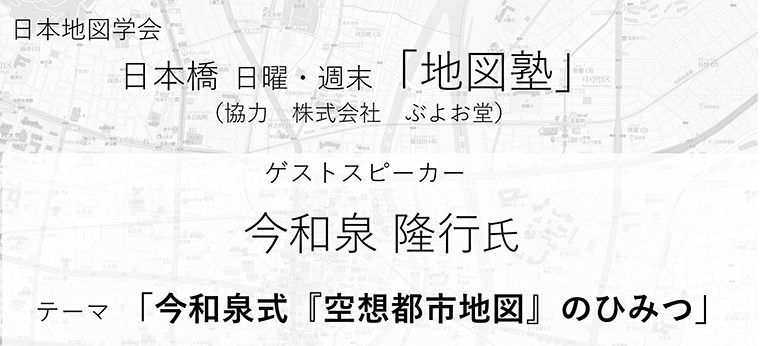 日本地図学会
日本橋 日曜・週末「地図塾」
（協力　株式会社　ぶよお堂）
ゲストスピーカー
今和泉 隆行氏
テーマ 「今和泉式『空想都市地図』のひみつ」